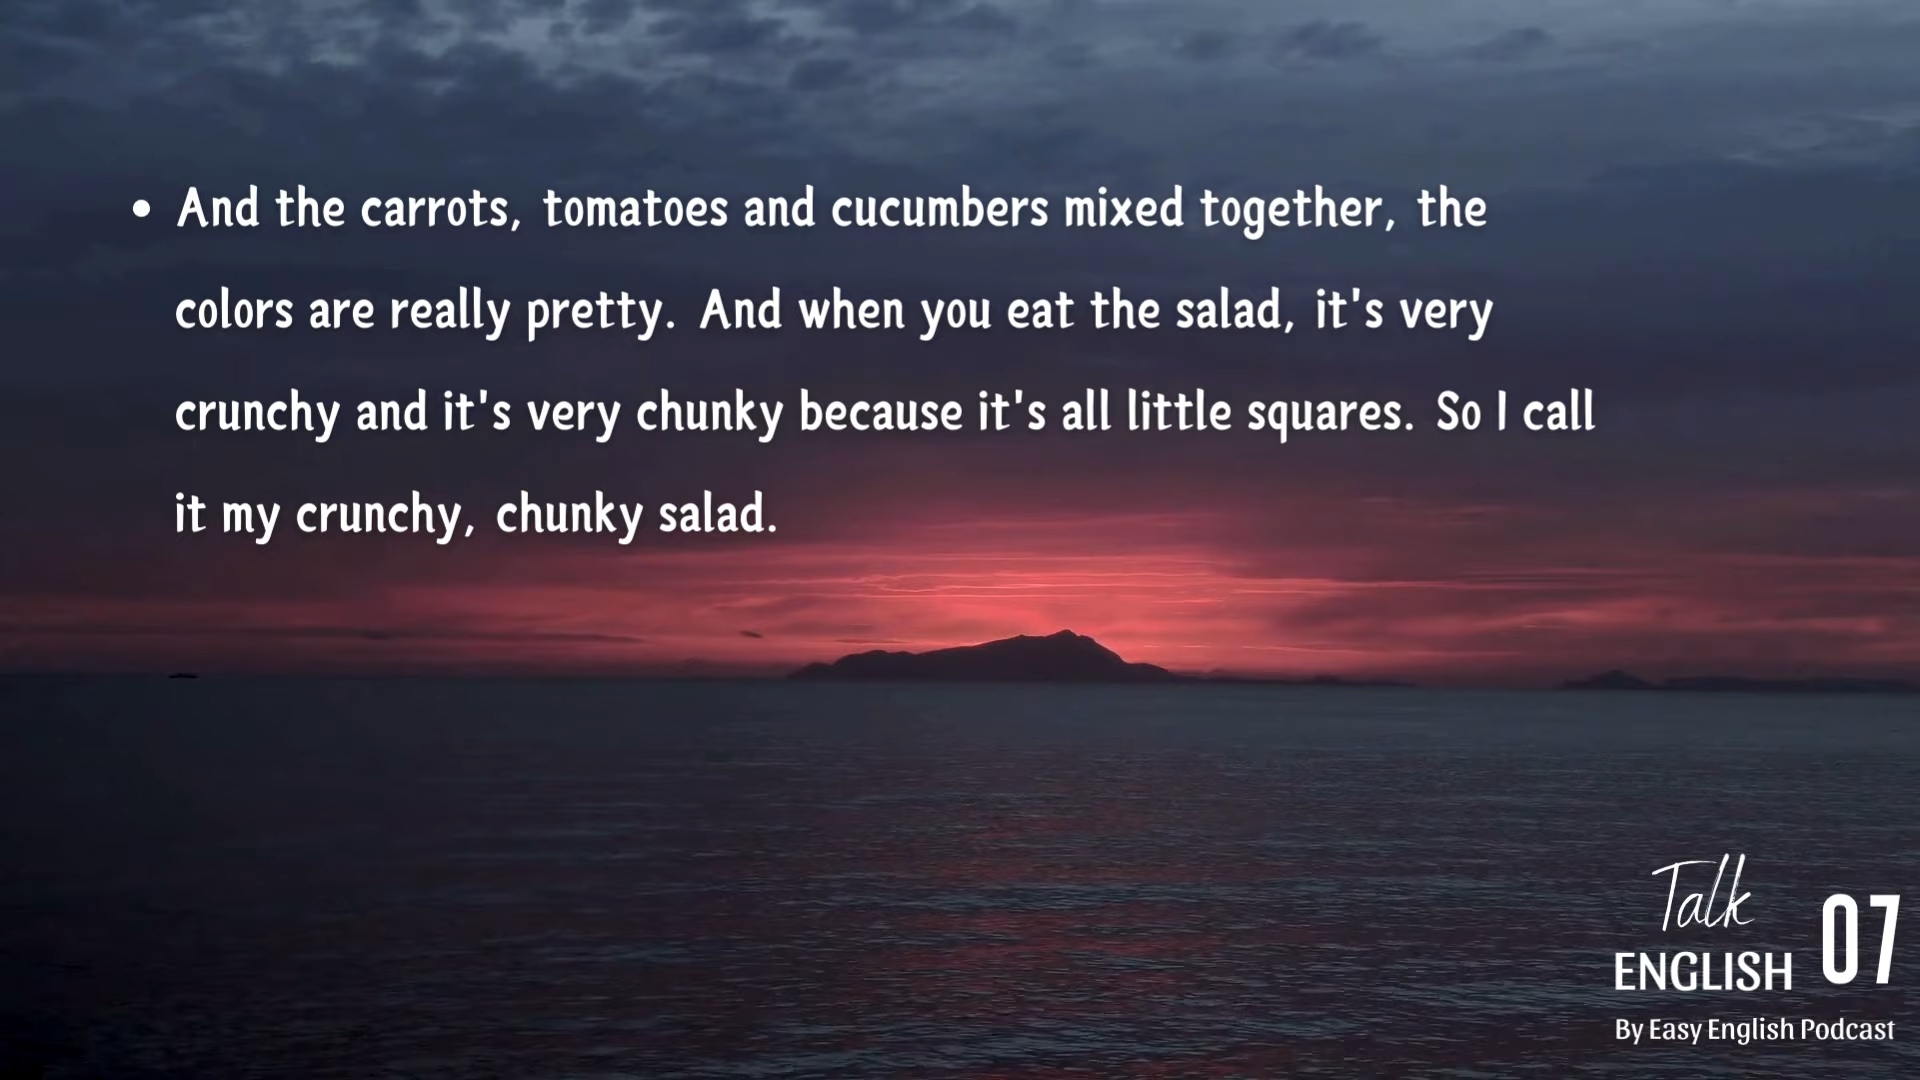 • And the carrots, tomatoes and cucumbers mixed together, the
colors are really pretty. And when you eat the salad, it's very
crunchy and it's very chunky because it's all little squares. So I call
it my crunchy, chunky salad.
Talk
ENGLISH 07
By Easy English Podcast